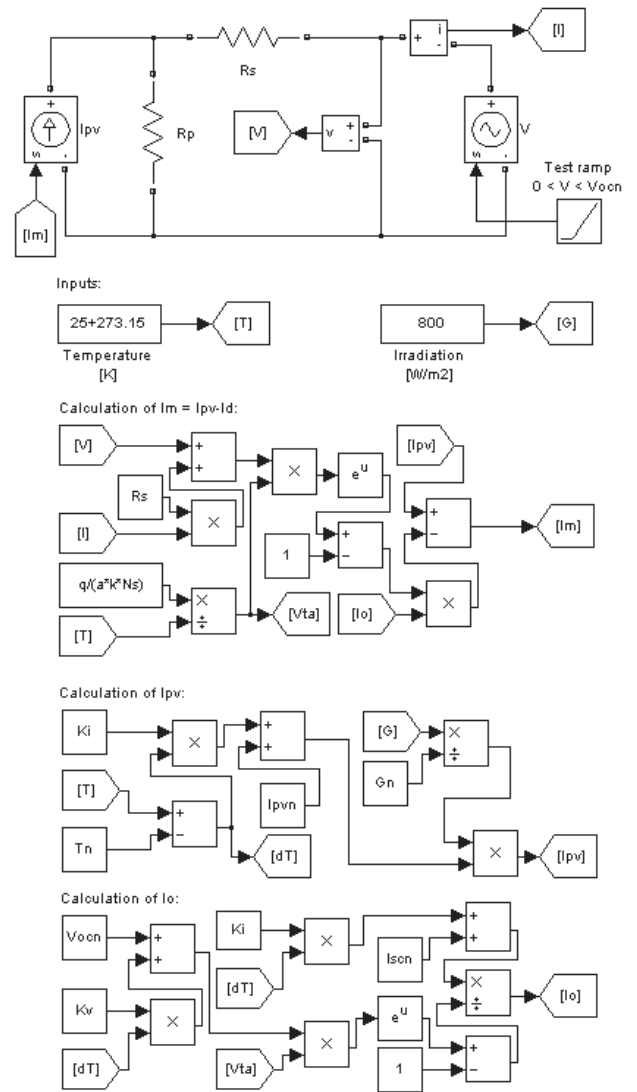 + -
i
[I]
Rs
+
s -
Ipv
Rp
[V]
v
+
-
+
s -
V
Test ramp
0 < V < Vocn
[Im]
Inputs:
25+273.15
[T]
800
[G]
Temperature
[K]
Irradiation
[W/m2]
Calculation of Im = Ipv-Id:
[V]
+
+
×
e^u
[Ipv]
Rs
[I]
×
1
+
−
+
−
[Im]
q/(a*k*Ns)
[T]
×
÷
[Vta]
[Io]
×
Calculation of Ipv:
Ki
×
+
+
[G]
×
÷
[T]
Ipvn
Gn
Tn
+
−
[dT]
×
[Ipv]
Calculation of Io:
Vocn
+
+
Ki
×
+
+
[dT]
Iscn
Kv
×
×
÷
[Io]
[dT]
[Vta]
×
e^u
1
+
−